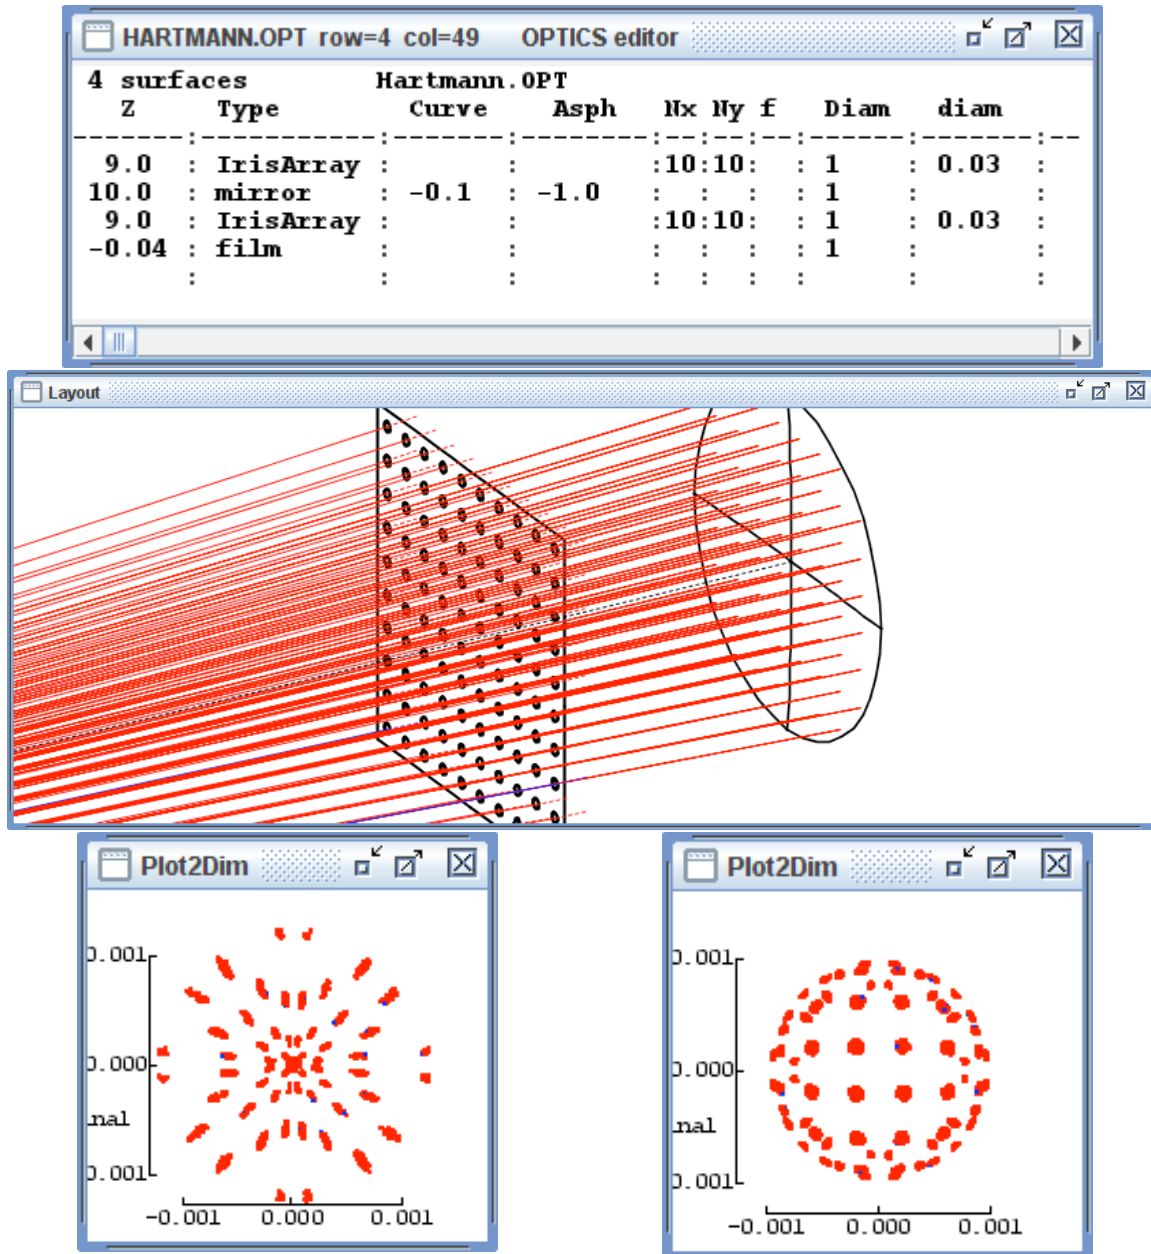 HARTMANN.OPT row=4 col=49 OPTICS editor
4 surfaces Hartmann.OPT
Z Type Curve Asph Nx Ny f Diam diam
-------:-----------:-------:--------:--:--:--:------:-------:--
9.0 : IrisArray : : :10:10: : 1 : 0.03 :
10.0 : mirror : -0.1 : -1.0 : : : : 1 : :
9.0 : IrisArray : : :10:10: : 1 : 0.03 :
-0.04 : film : : : : : : 1 : :
: : : : : : : :
Layout
Plot2Dim
0.001
0.000
nal
0.001
-0.001 0.000 0.001
Plot2Dim
0.001
0.000
nal
0.001
-0.001 0.000 0.001